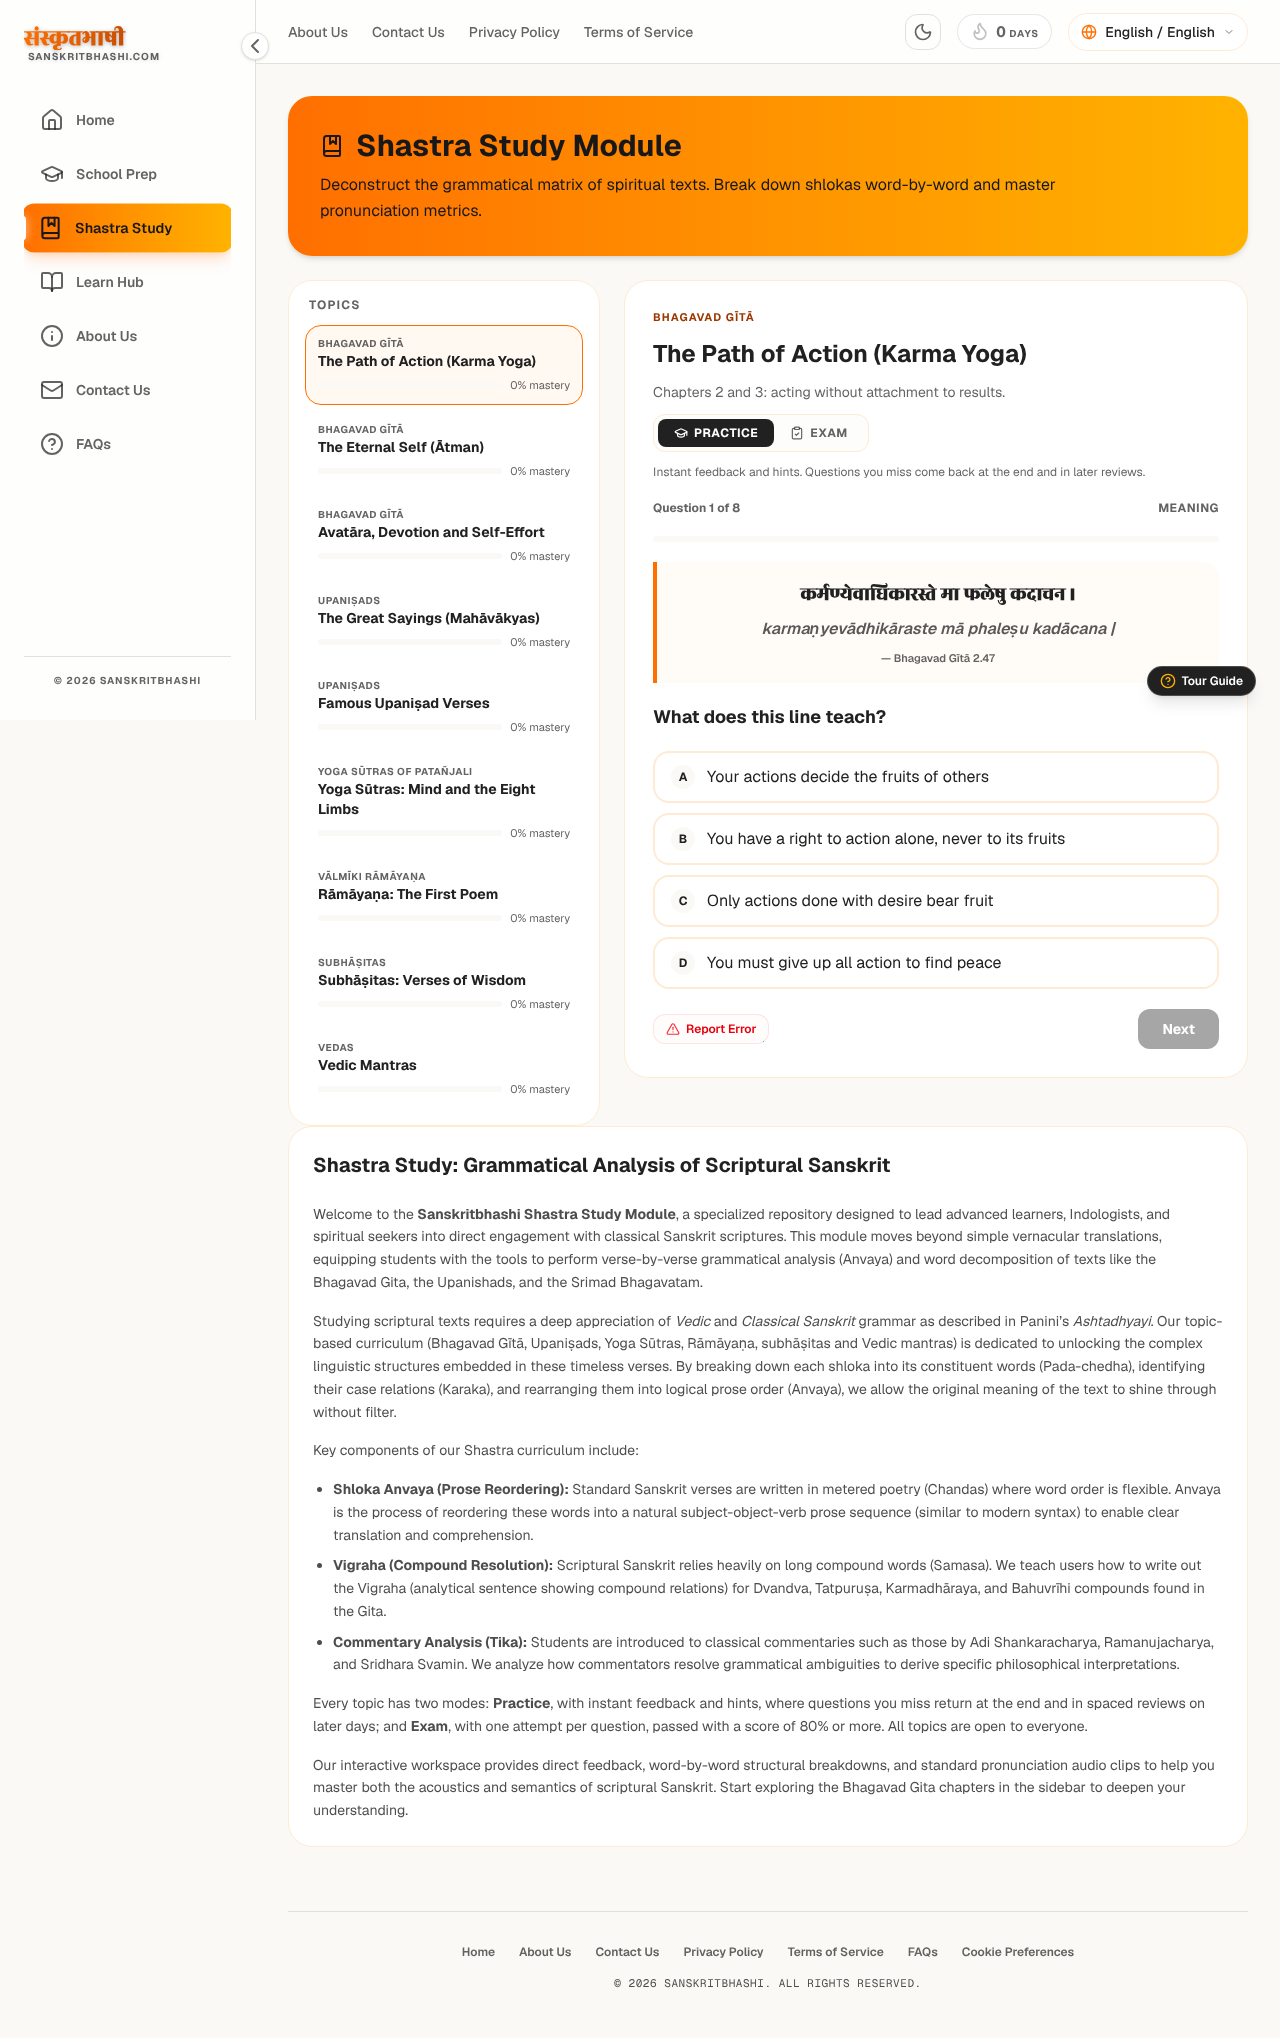 संस्कृतभाषी
SANSKRITBHASHI.COM
Home
School Prep
Shastra Study
Learn Hub
About Us
Contact Us
FAQs
© 2026 SANSKRITBHASHI
About Us
Contact Us
Privacy Policy
Terms of Service
0 DAYS
English / English
Shastra Study Module
Deconstruct the grammatical matrix of spiritual texts. Break down shlokas word-by-word and master
pronunciation metrics.
TOPICS
BHAGAVAD GĪTĀ
The Path of Action (Karma Yoga)
0% mastery
BHAGAVAD GĪTĀ
The Eternal Self (Ātman)
0% mastery
BHAGAVAD GĪTĀ
Avatāra, Devotion and Self-Effort
0% mastery
UPANIṢADS
The Great Sayings (Mahāvākyas)
0% mastery
UPANIṢADS
Famous Upaniṣad Verses
0% mastery
YOGA SŪTRAS OF PATAÑJALI
Yoga Sūtras: Mind and the Eight
Limbs
0% mastery
VĀLMĪKI RĀMĀYAṆA
Rāmāyaṇa: The First Poem
0% mastery
SUBHĀṢITAS
Subhāṣitas: Verses of Wisdom
0% mastery
VEDAS
Vedic Mantras
0% mastery
BHAGAVAD GĪTĀ
The Path of Action (Karma Yoga)
Chapters 2 and 3: acting without attachment to results.
PRACTICE
EXAM
Instant feedback and hints. Questions you miss come back at the end and in later reviews.
Question 1 of 8
MEANING
कर्मण्येवाधिकारस्ते मा फलेषु कदाचन ।
karmaṇyevādhikāraste mā phaleṣu kadācana |
— Bhagavad Gītā 2.47
Tour Guide
What does this line teach?
A Your actions decide the fruits of others
B You have a right to action alone, never to its fruits
C Only actions done with desire bear fruit
D You must give up all action to find peace
Report Error
Next
Shastra Study: Grammatical Analysis of Scriptural Sanskrit
Welcome to the Sanskritbhashi Shastra Study Module, a specialized repository designed to lead advanced learners, Indologists, and
spiritual seekers into direct engagement with classical Sanskrit scriptures. This module moves beyond simple vernacular translations,
equipping students with the tools to perform verse-by-verse grammatical analysis (Anvaya) and word decomposition of texts like the
Bhagavad Gita, the Upanishads, and the Srimad Bhagavatam.
Studying scriptural texts requires a deep appreciation of Vedic and Classical Sanskrit grammar as described in Panini's Ashtadhyayi. Our topic-
based curriculum (Bhagavad Gītā, Upaniṣads, Yoga Sūtras, Rāmāyaṇa, subhāṣitas and Vedic mantras) is dedicated to unlocking the complex
linguistic structures embedded in these timeless verses. By breaking down each shloka into its constituent words (Pada-chedha), identifying
their case relations (Karaka), and rearranging them into logical prose order (Anvaya), we allow the original meaning of the text to shine through
without filter.
Key components of our Shastra curriculum include:
• Shloka Anvaya (Prose Reordering): Standard Sanskrit verses are written in metered poetry (Chandas) where word order is flexible. Anvaya
is the process of reordering these words into a natural subject-object-verb prose sequence (similar to modern syntax) to enable clear
translation and comprehension.
• Vigraha (Compound Resolution): Scriptural Sanskrit relies heavily on long compound words (Samasa). We teach users how to write out
the Vigraha (analytical sentence showing compound relations) for Dvandva, Tatpuruṣa, Karmadhāraya, and Bahuvrīhi compounds found in
the Gita.
• Commentary Analysis (Tika): Students are introduced to classical commentaries such as those by Adi Shankaracharya, Ramanujacharya,
and Sridhara Svamin. We analyze how commentators resolve grammatical ambiguities to derive specific philosophical interpretations.
Every topic has two modes: Practice, with instant feedback and hints, where questions you miss return at the end and in spaced reviews on
later days; and Exam, with one attempt per question, passed with a score of 80% or more. All topics are open to everyone.
Our interactive workspace provides direct feedback, word-by-word structural breakdowns, and standard pronunciation audio clips to help you
master both the acoustics and semantics of scriptural Sanskrit. Start exploring the Bhagavad Gita chapters in the sidebar to deepen your
understanding.
Home
About Us
Contact Us
Privacy Policy
Terms of Service
FAQs
Cookie Preferences
© 2026 SANSKRITBHASHI. ALL RIGHTS RESERVED.